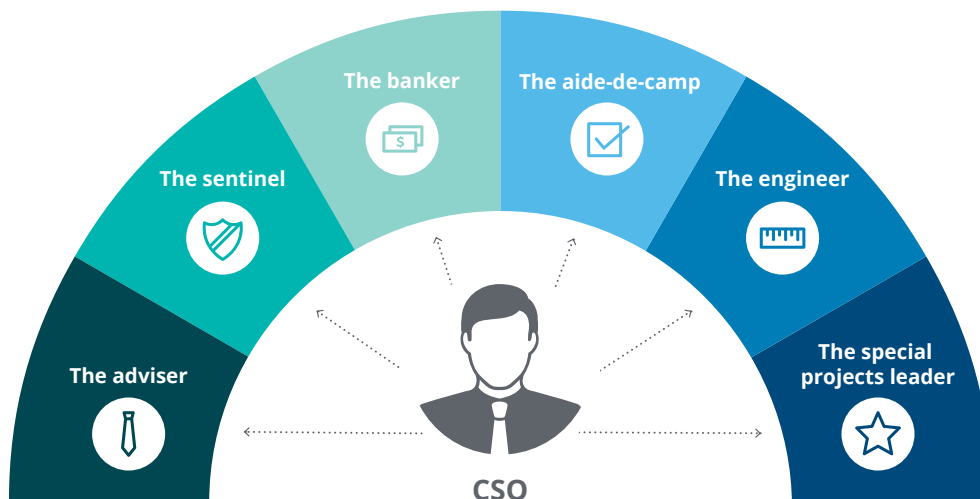 The banker
The aide-de-camp
The sentinel
The engineer
The adviser
The special
projects leader
$
CSO